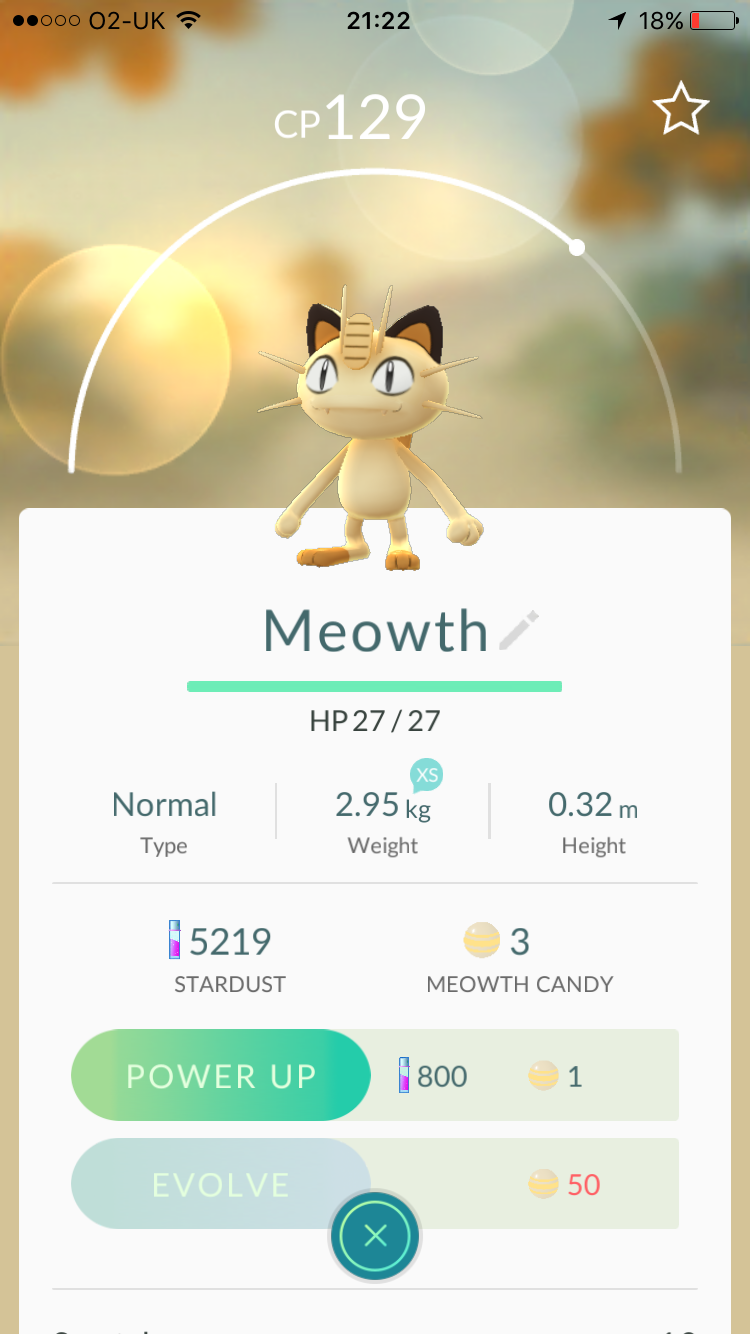 O2-UK 21:22 18%
CP129
Meowth
HP 27 / 27
XS
Normal 2.95 kg 0.32 m
Type Weight Height
5219 3
STARDUST MEOWTH CANDY
POWER UP 800 1
EVOLVE 50